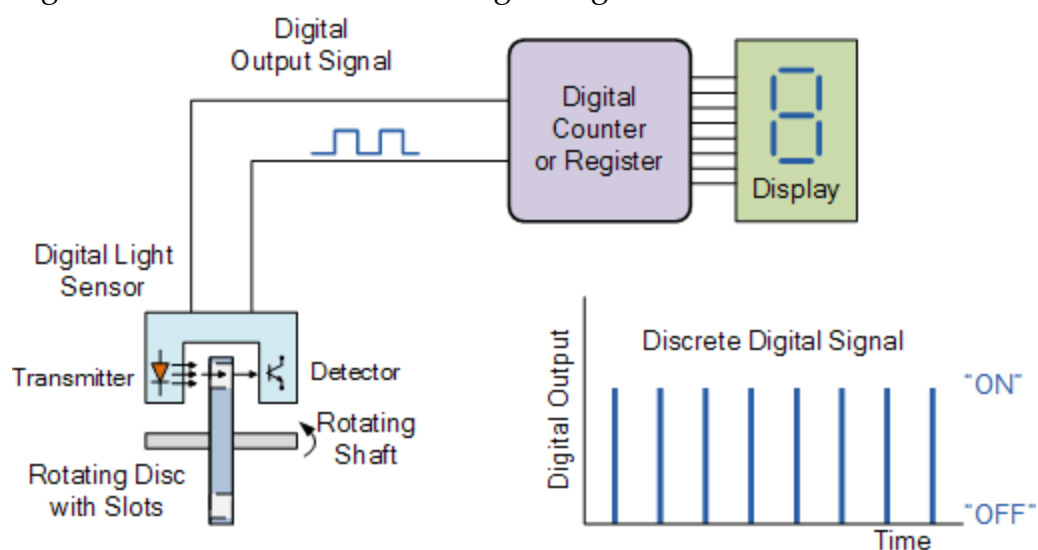 Digital
Output Signal
Digital
Counter
or Register
Display
Digital Light
Sensor
Transmitter
Detector
Rotating
Shaft
Rotating Disc
with Slots
Discrete Digital Signal
Digital Output
"ON"
"OFF"
Time